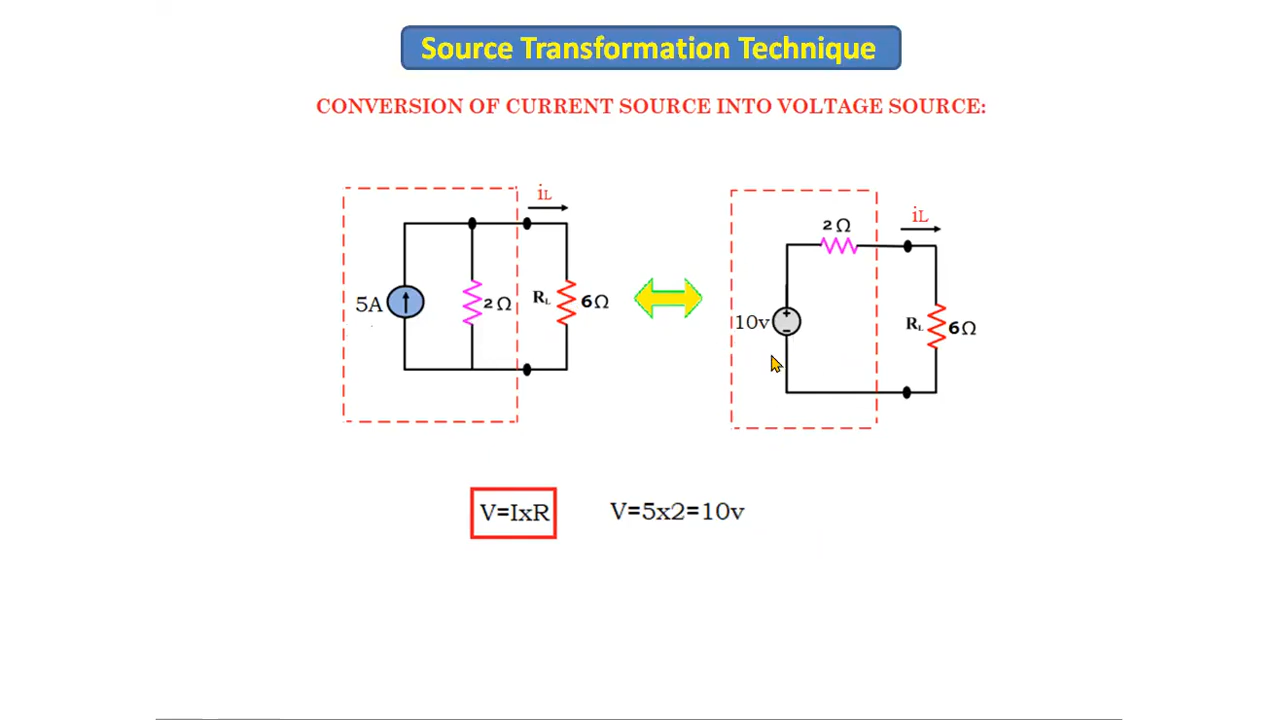 Source Transformation Technique
CONVERSION OF CURRENT SOURCE INTO VOLTAGE SOURCE:
iL
5A
2Ω
RL
6Ω
2Ω
iL
10v
RL
6Ω
V=IxR
V=5x2=10v